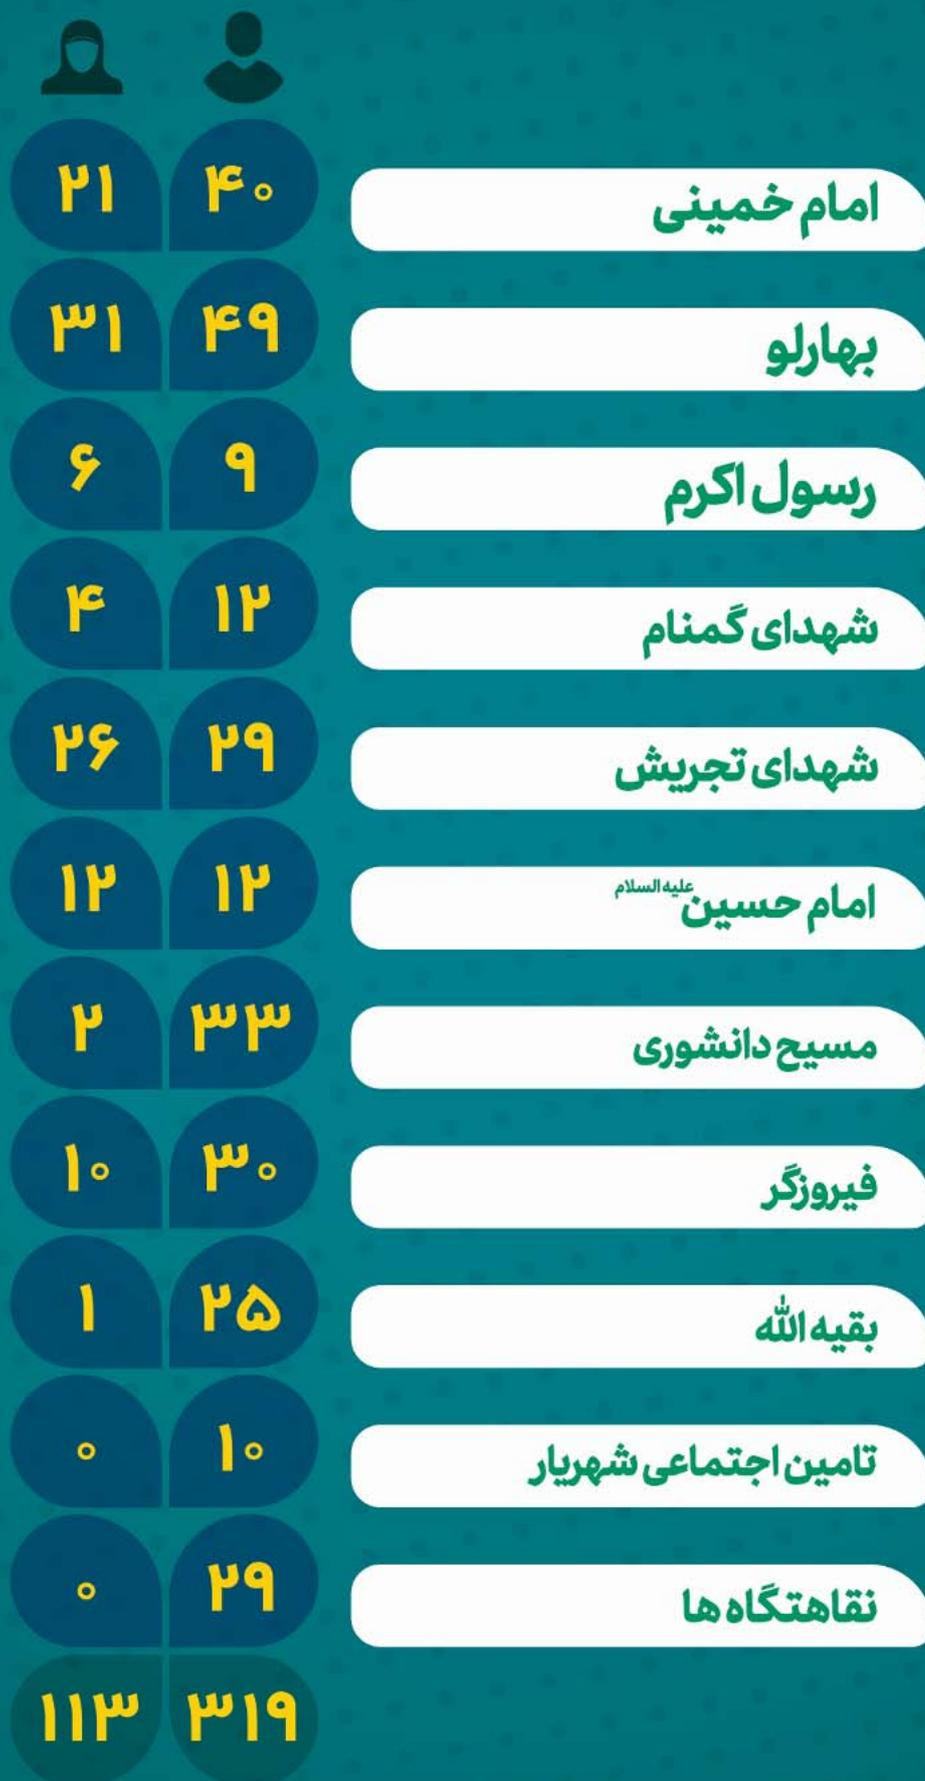 امام خمینی ۴۰ ۲۱
بهارلو ۴۹ ۳۱
رسول اکرم ۹ ۶
شهدای گمنام ۱۲ ۴
شهدای تجریش ۲۹ ۲۶
امام حسین علیه السلام ۱۲ ۱۲
مسیح دانشوری ۳۳ ۲
فیروزگر ۳۰ ۱۰
بقیه الله ۲۵ ۱
تامین اجتماعی شهریار ۱۰ ۰
نقاهتگاه ها ۲۹ ۰
۳۱۹ ۱۱۳